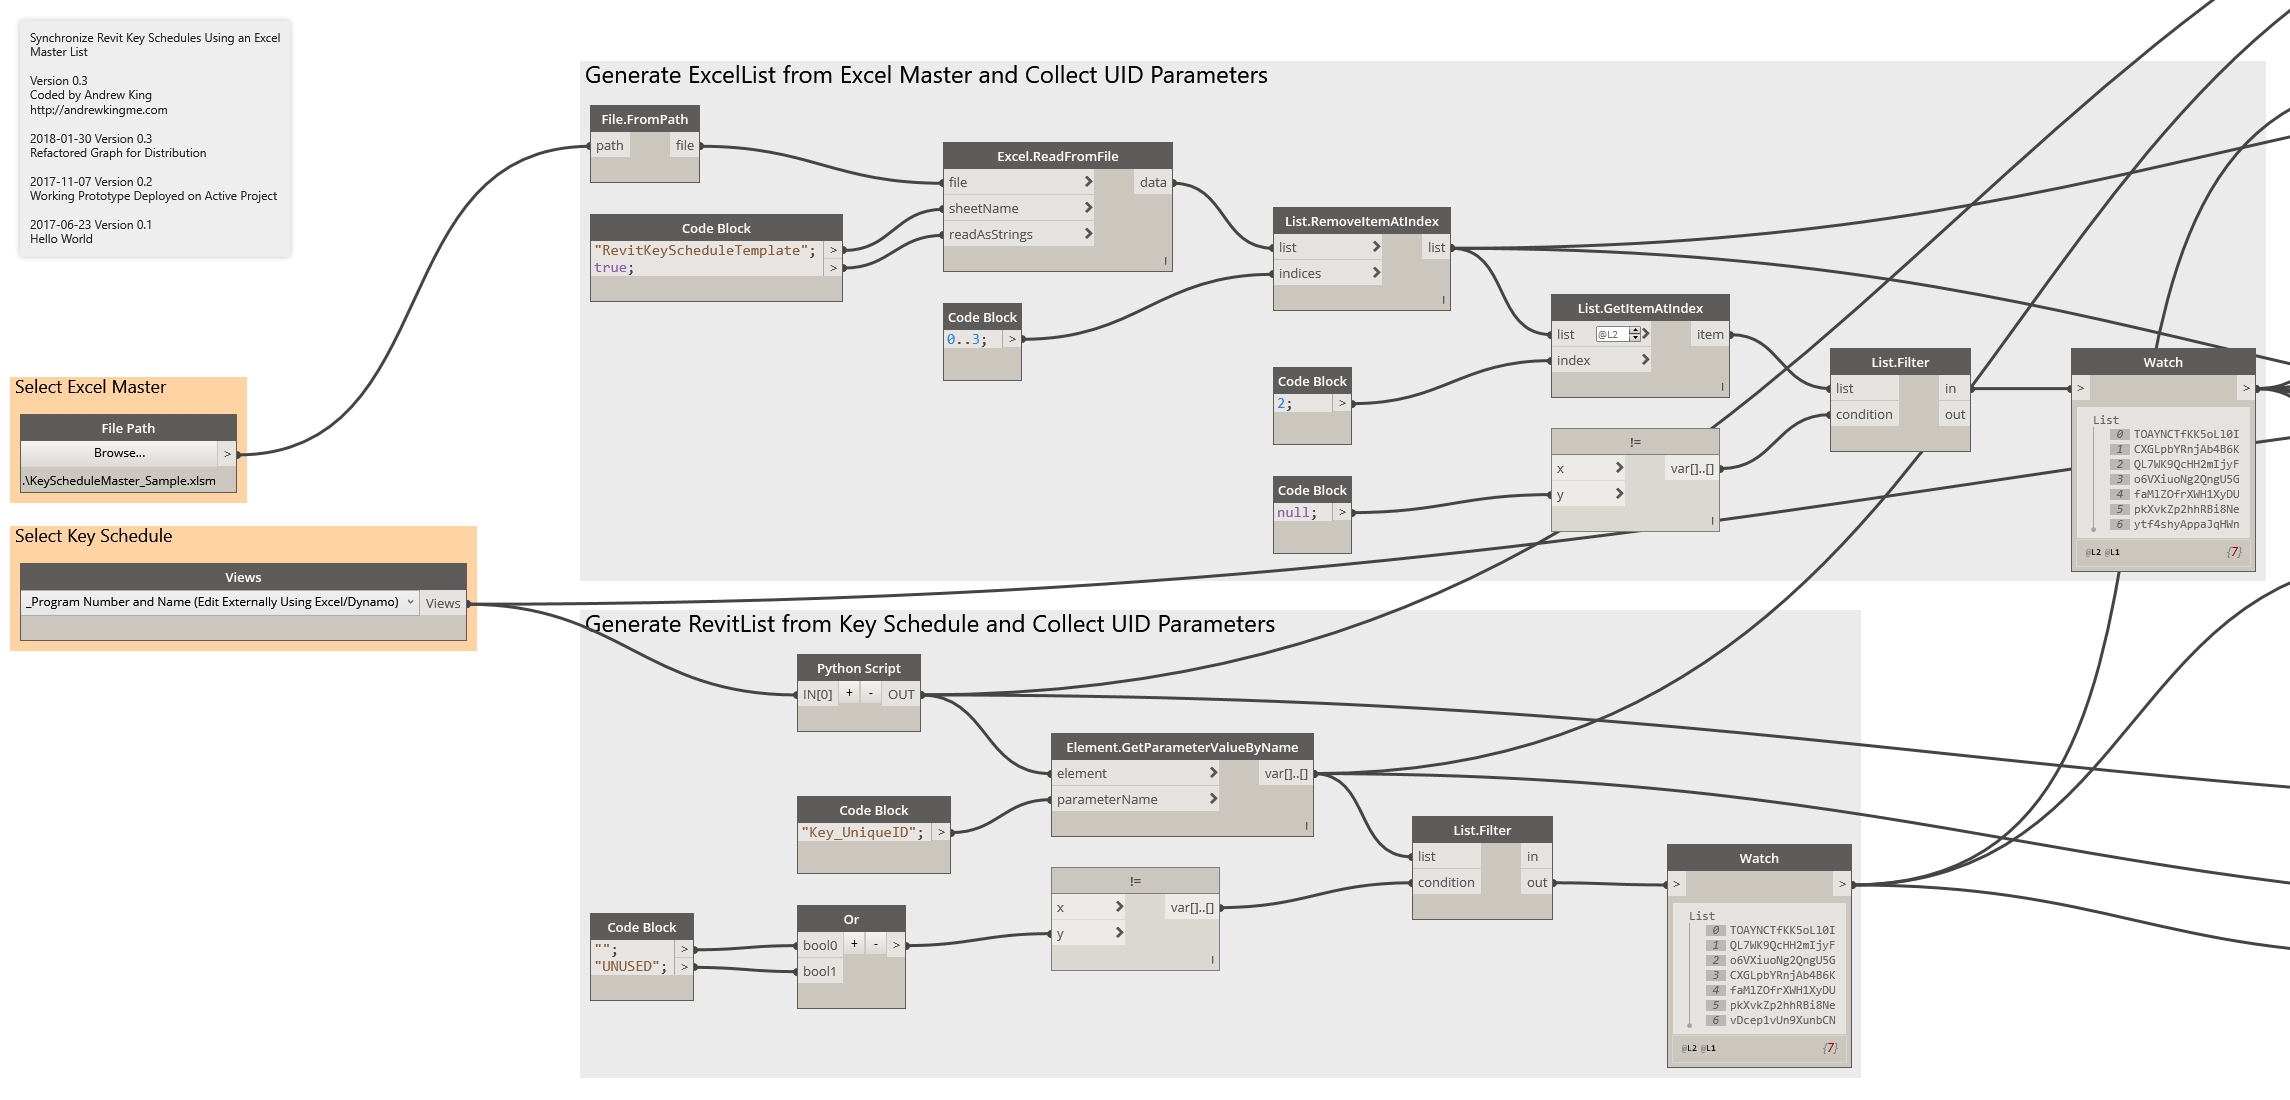 Synchronize Revit Key Schedules Using an Excel
Master List
Version 0.3
Coded by Andrew King
http://andrewkingme.com
2018-01-30 Version 0.3
Refactored Graph for Distribution
2017-11-07 Version 0.2
Working Prototype Deployed on Active Project
2017-06-23 Version 0.1
Hello World
Select Excel Master
File Path
Browse... >
.\KeyScheduleMaster_Sample.xlsm
Select Key Schedule
Views
_Program Number and Name (Edit Externally Using Excel/Dynamo) Views
Generate ExcelList from Excel Master and Collect UID Parameters
File.FromPath
path file
Code Block
"RevitKeyScheduleTemplate"; >
true; >
Excel.ReadFromFile
file data
sheetName
readAsStrings
l
Code Block
0..3; >
List.RemoveItemAtIndex
list list
indices
l
Code Block
2; >
Code Block
null; >
List.GetItemAtIndex
list @L2 item
index
l
!=
x var[]..[]
y
l
List.Filter
list in
condition out
Watch
> >
List
0 TOAYNCTfKK5oLl0I
1 CXGLpbYRnjAb4B6K
2 QL7WK9QcHH2mIjyF
3 o6VXiuoNg2QngU5G
4 faMlZOfrXWH1XyDU
5 pkXvkZp2hhRBi8Ne
6 ytf4shyAppaJqHWn
@L2 @L1 {7}
Generate RevitList from Key Schedule and Collect UID Parameters
Python Script
IN[0] + - OUT
Code Block
"Key_UniqueID"; >
Code Block
""; >
"UNUSED"; >
Or
bool0 + - >
bool1
Element.GetParameterValueByName
element var[]..[]
parameterName
l
!=
x var[]..[]
y
l
List.Filter
list in
condition out
Watch
> >
List
0 TOAYNCTfKK5oLl0I
1 QL7WK9QcHH2mIjyF
2 o6VXiuoNg2QngU5G
3 CXGLpbYRnjAb4B6K
4 faMlZOfrXWH1XyDU
5 pkXvkZp2hhRBi8Ne
6 vDcep1vUn9XunbCN
@L2 @L1 {7}